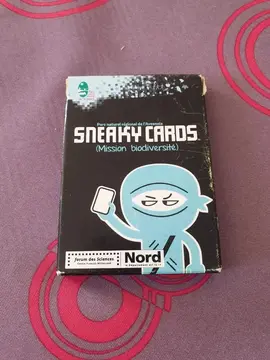 Parc naturel régional de l'Avesnois
SNEAKY CARDS
(Mission biodiversité)
forum des Sciences
Nord